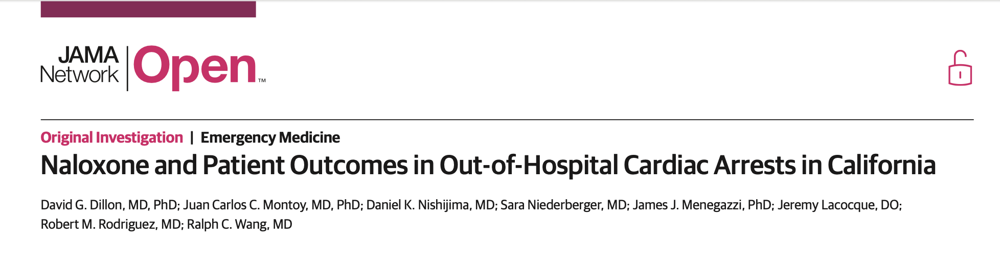 JAMA
Network
Open™
Original Investigation | Emergency Medicine
Naloxone and Patient Outcomes in Out-of-Hospital Cardiac Arrests in California
David G. Dillon, MD, PhD; Juan Carlos C. Montoy, MD, PhD; Daniel K. Nishijima, MD; Sara Niederberger, MD; James J. Menegazzi, PhD; Jeremy Lacocque, DO;
Robert M. Rodriguez, MD; Ralph C. Wang, MD